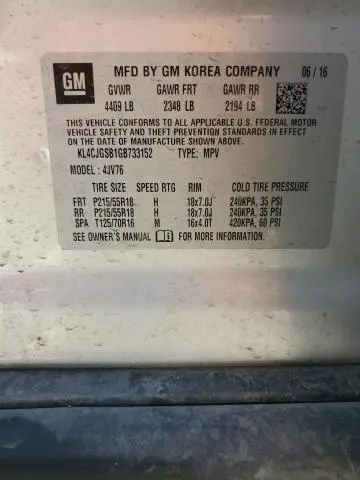 GM
MFD BY GM KOREA COMPANY 06/16
GVWR GAWR FRT GAWR RR
4409 LB 2348 LB 2194 LB
THIS VEHICLE CONFORMS TO ALL APPLICABLE U.S. FEDERAL MOTOR
VEHICLE SAFETY, BUMPER, AND THEFT PREVENTION STANDARDS IN EFFECT
ON THE DATE OF MANUFACTURE SHOWN ABOVE.
KL4CJGSB1GB733152 TYPE: MPV
MODEL: 4JV76
TIRE SIZE SPEED RTG RIM COLD TIRE PRESSURE
FRT P215/55R18 H 18x7.0J 240KPA, 35 PSI
RR P215/55R18 H 18x7.0J 240KPA, 35 PSI
SPA T125/70R16 M 16x4.0T 420KPA, 60 PSI
SEE OWNERS MANUAL FOR MORE INFORMATION.